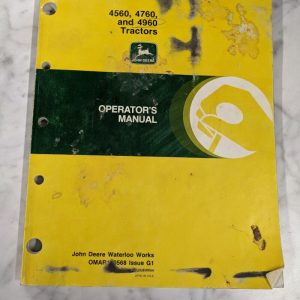 4560, 4760,
and 4960
Tractors
JOHN DEERE
OPERATOR'S
MANUAL
John Deere Waterloo Works
Issue G1